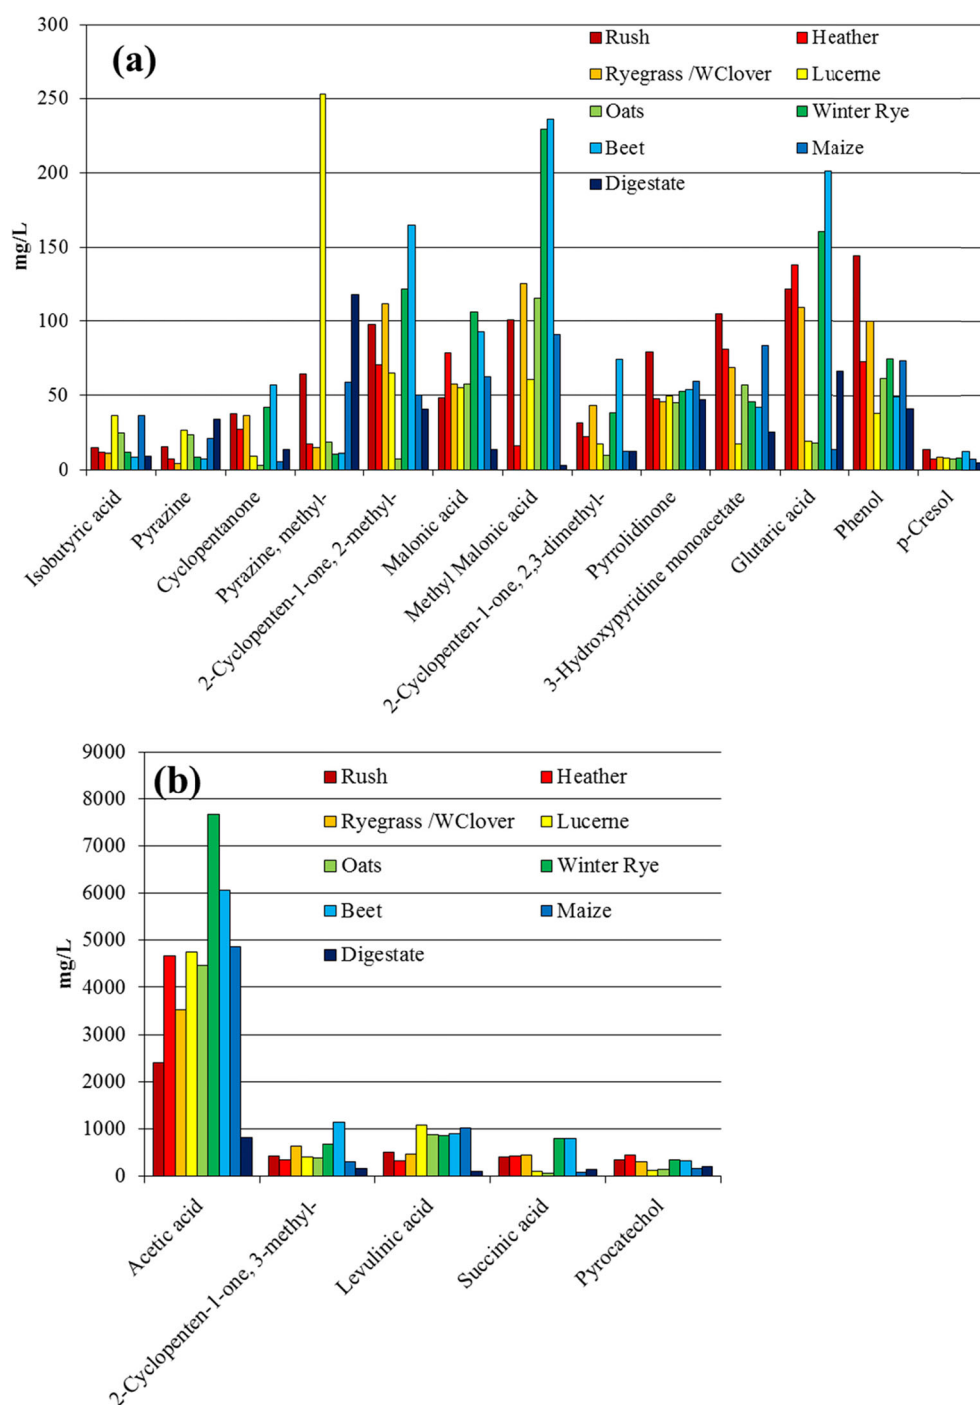 (a)
300
250
200
150
100
50
0
mg/L
Rush
Heather
Ryegrass /WClover
Lucerne
Oats
Winter Rye
Beet
Maize
Digestate
Isobutyric acid
Pyrazine
Cyclopentanone
Pyrazine, methyl-
2-Cyclopenten-1-one, 2-methyl-
Malonic acid
Methyl Malonic acid
2-Cyclopenten-1-one, 2,3-dimethyl-
Pyrrolidinone
3-Hydroxypyridine monoacetate
Glutaric acid
Phenol
p-Cresol
(b)
9000
8000
7000
6000
5000
4000
3000
2000
1000
0
mg/L
Rush
Heather
Ryegrass /WClover
Lucerne
Oats
Winter Rye
Beet
Maize
Digestate
Acetic acid
2-Cyclopenten-1-one, 3-methyl-
Levulinic acid
Succinic acid
Pyrocatechol